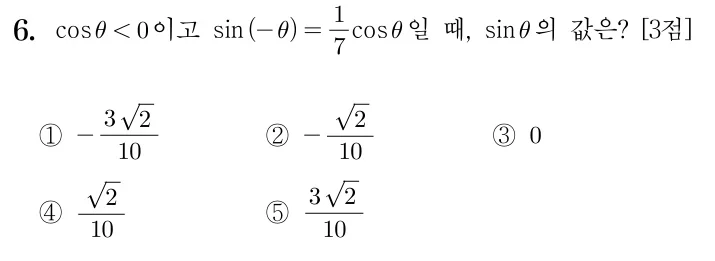 6. cosθ < 0이고 sin(−θ) = 1/7 cosθ일 때, sinθ의 값은? [3점]
① −3√2/10 ② −√2/10 ③ 0
④ √2/10 ⑤ 3√2/10